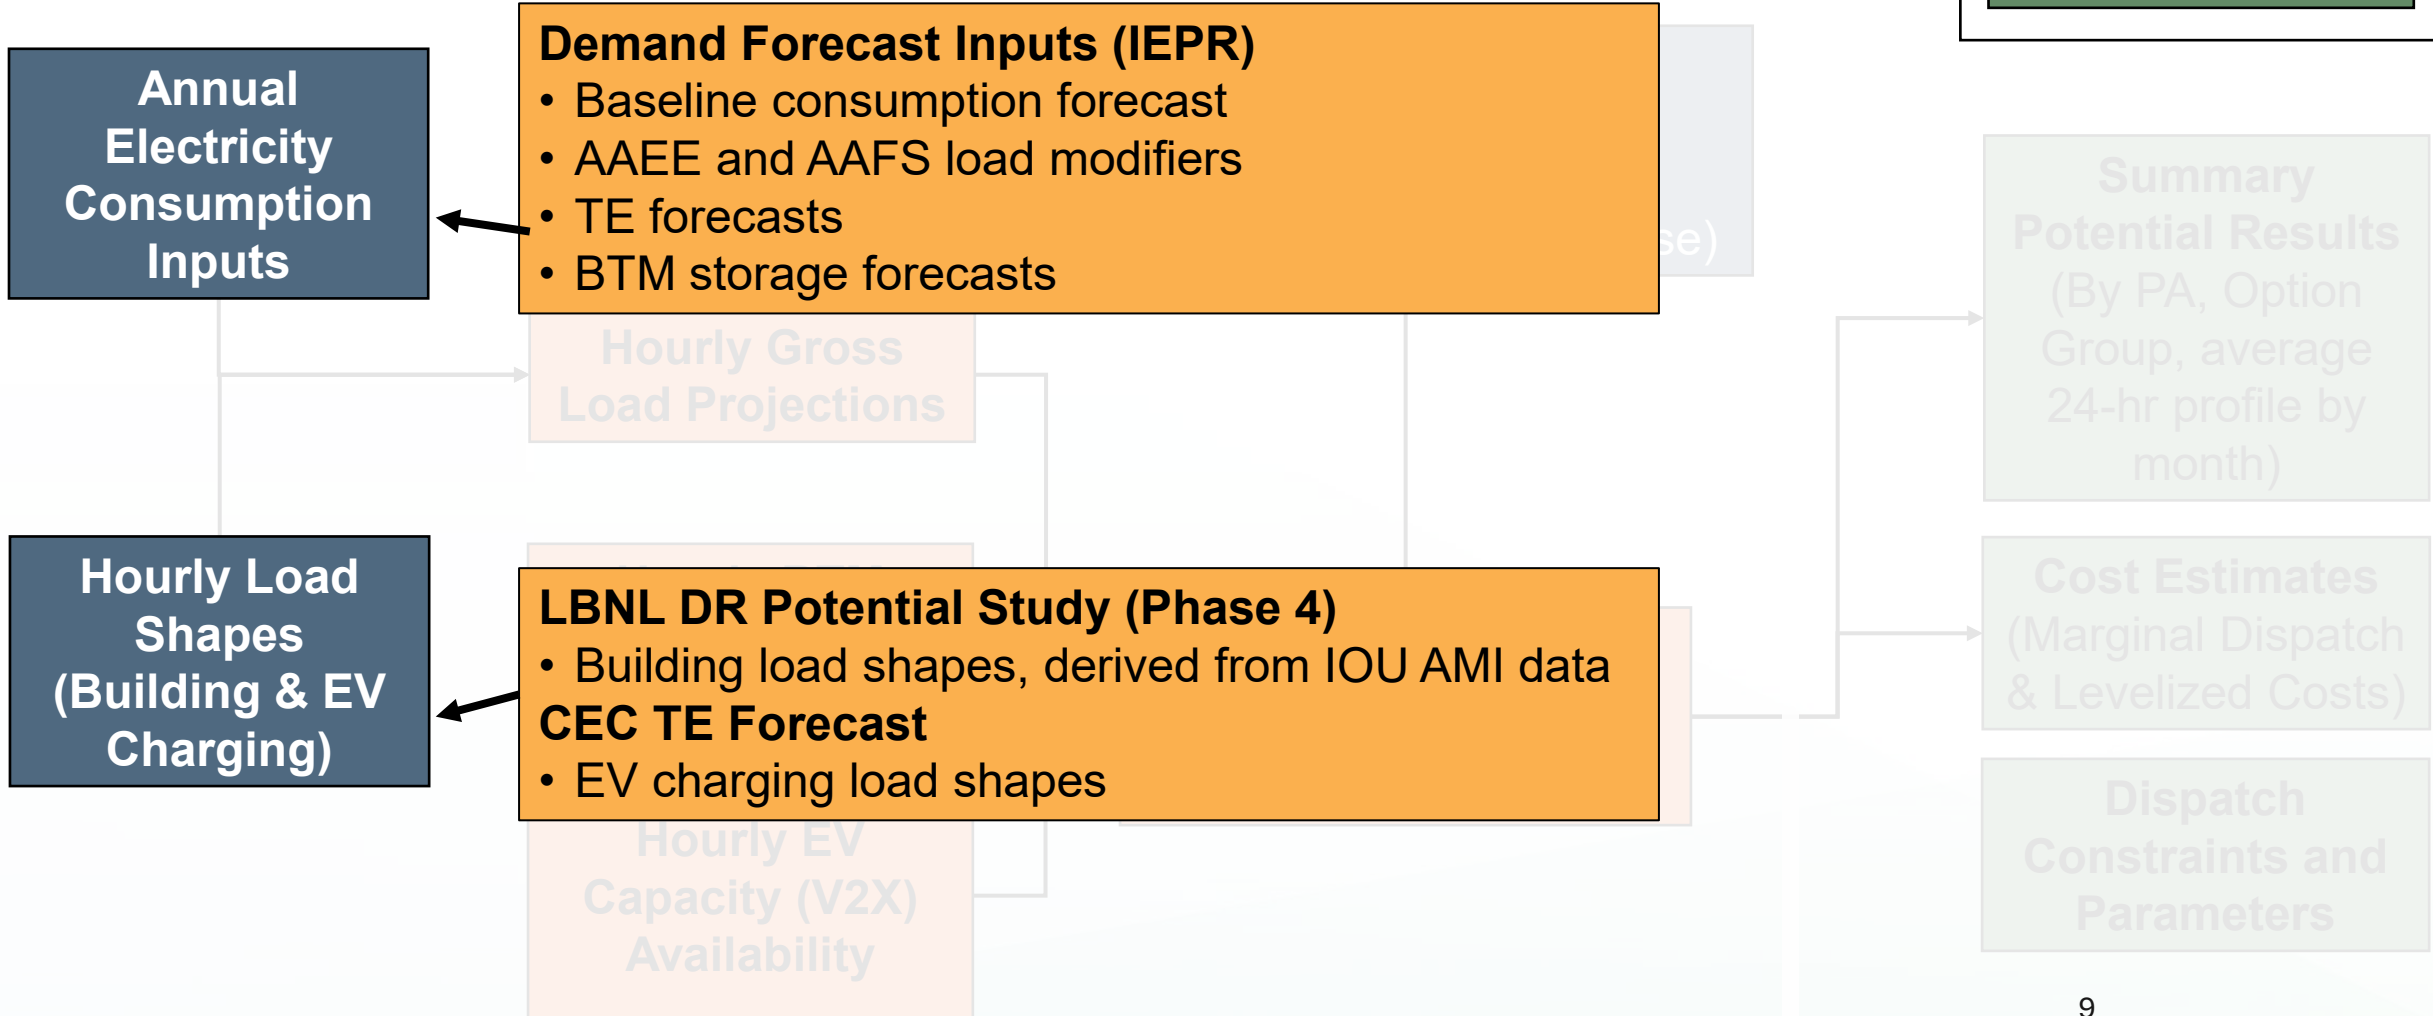 Annual
Electricity
Consumption
Inputs
Demand Forecast Inputs (IEPR)
• Baseline consumption forecast
• AAEE and AAFS load modifiers
• TE forecasts
• BTM storage forecasts
se)
Hourly Gross
Load Projections
Summary
Potential Results
(By PA, Option
Group, average
24-hr profile by
month)
Hourly Load
Shapes
(Building & EV
Charging)
LBNL DR Potential Study (Phase 4)
• Building load shapes, derived from IOU AMI data
CEC TE Forecast
• EV charging load shapes
Cost Estimates
(Marginal Dispatch
& Levelized Costs)
Hourly EV
Capacity (V2X)
Availability
Dispatch
Constraints and
Parameters
9